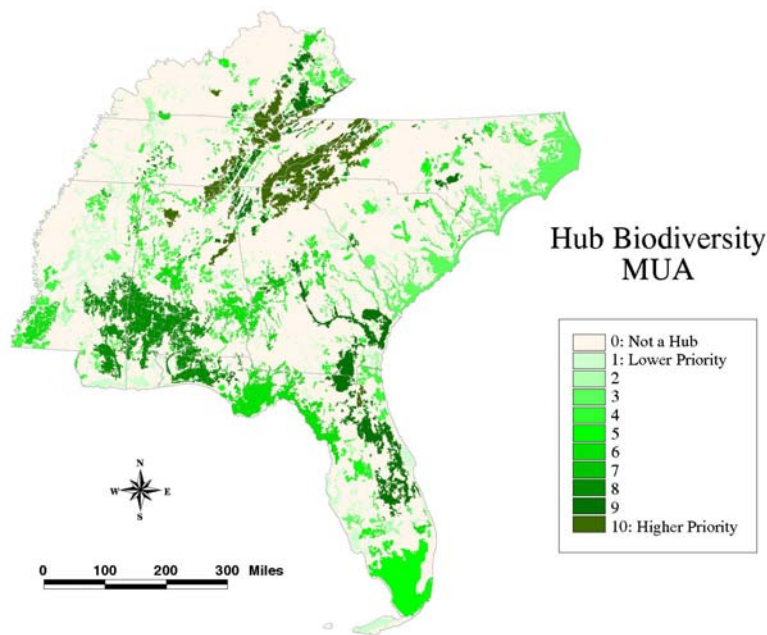 Hub Biodiversity
MUA
0: Not a Hub
1: Lower Priority
2
3
4
5
6
7
8
9
10: Higher Priority
N
W E
S
0 100 200 300 Miles